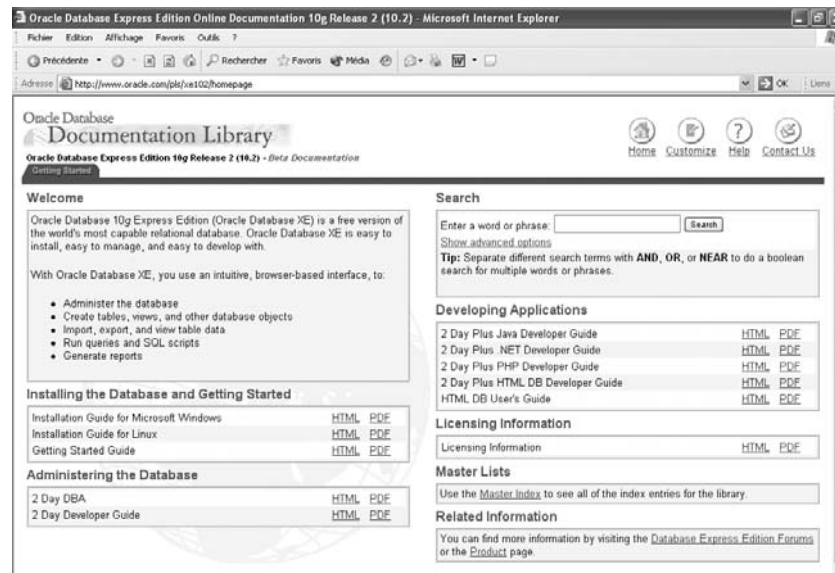 Oracle Database Express Edition Online Documentation 10g Release 2 (10.2) - Microsoft Internet Explorer
Fichier Edition Affichage Favoris Outils ?
Précédente Rechercher Favoris Média
Adresse http://www.oracle.com/pls/xe102/homepage OK Liens
Oracle Database
Documentation Library
Oracle Database Express Edition 10g Release 2 (10.2) - Beta Documentation
Home Customize Help Contact Us
Getting Started
Welcome
Oracle Database 10g Express Edition (Oracle Database XE) is a free version of
the world's most capable relational database. Oracle Database XE is easy to
install, easy to manage, and easy to develop with.
With Oracle Database XE, you use an intuitive, browser-based interface, to:
• Administer the database
• Create tables, views, and other database objects
• Import, export, and view table data
• Run queries and SQL scripts
• Generate reports
Installing the Database and Getting Started
Installation Guide for Microsoft Windows HTML PDF
Installation Guide for Linux HTML PDF
Getting Started Guide HTML PDF
Administering the Database
2 Day DBA HTML PDF
2 Day Developer Guide HTML PDF
Search
Enter a word or phrase: Search
Show advanced options
Tip: Separate different search terms with AND, OR, or NEAR to do a boolean
search for multiple words or phrases.
Developing Applications
2 Day Plus Java Developer Guide HTML PDF
2 Day Plus .NET Developer Guide HTML PDF
2 Day Plus PHP Developer Guide HTML PDF
2 Day Plus HTML DB Developer Guide HTML PDF
HTML DB User's Guide HTML PDF
Licensing Information
Licensing Information HTML PDF
Master Lists
Use the Master Index to see all of the index entries for the library.
Related Information
You can find more information by visiting the Database Express Edition Forums
or the Product page.